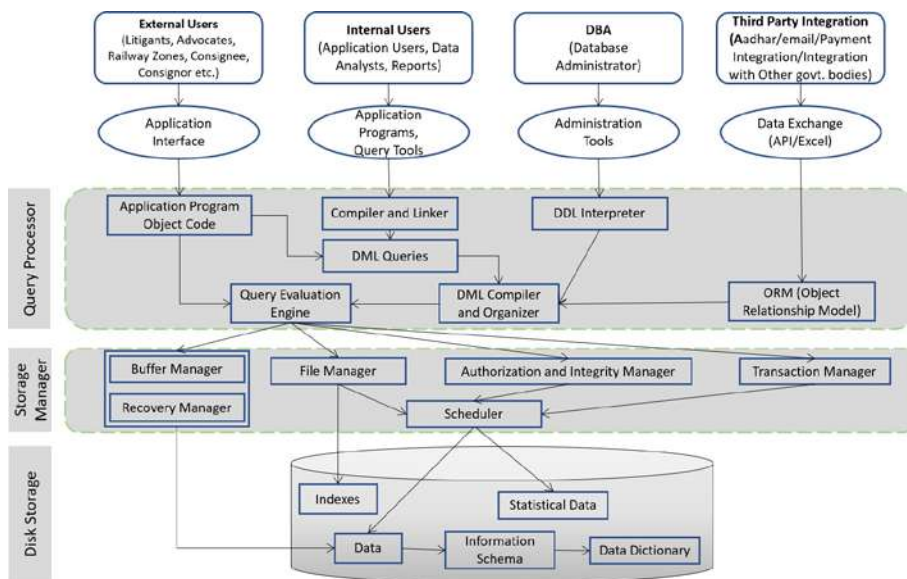 External Users
(Litigants, Advocates,
Railway Zones, Consignee,
Consignor etc.)
Internal Users
(Application Users, Data
Analysts, Reports)
DBA
(Database
Administrator)
Third Party Integration
(Aadhar/email/Payment
Integration/Integration
with Other govt. bodies)
Application
Interface
Application
Programs,
Query Tools
Administration
Tools
Data Exchange
(API/Excel)
Query Processor
Application Program
Object Code
Compiler and Linker
DDL Interpreter
DML Queries
Query Evaluation
Engine
DML Compiler
and Organizer
ORM (Object
Relationship Model)
Storage
Manager
Buffer Manager
File Manager
Authorization and Integrity Manager
Transaction Manager
Recovery Manager
Scheduler
Disk Storage
Indexes
Statistical Data
Data
Information
Schema
Data Dictionary